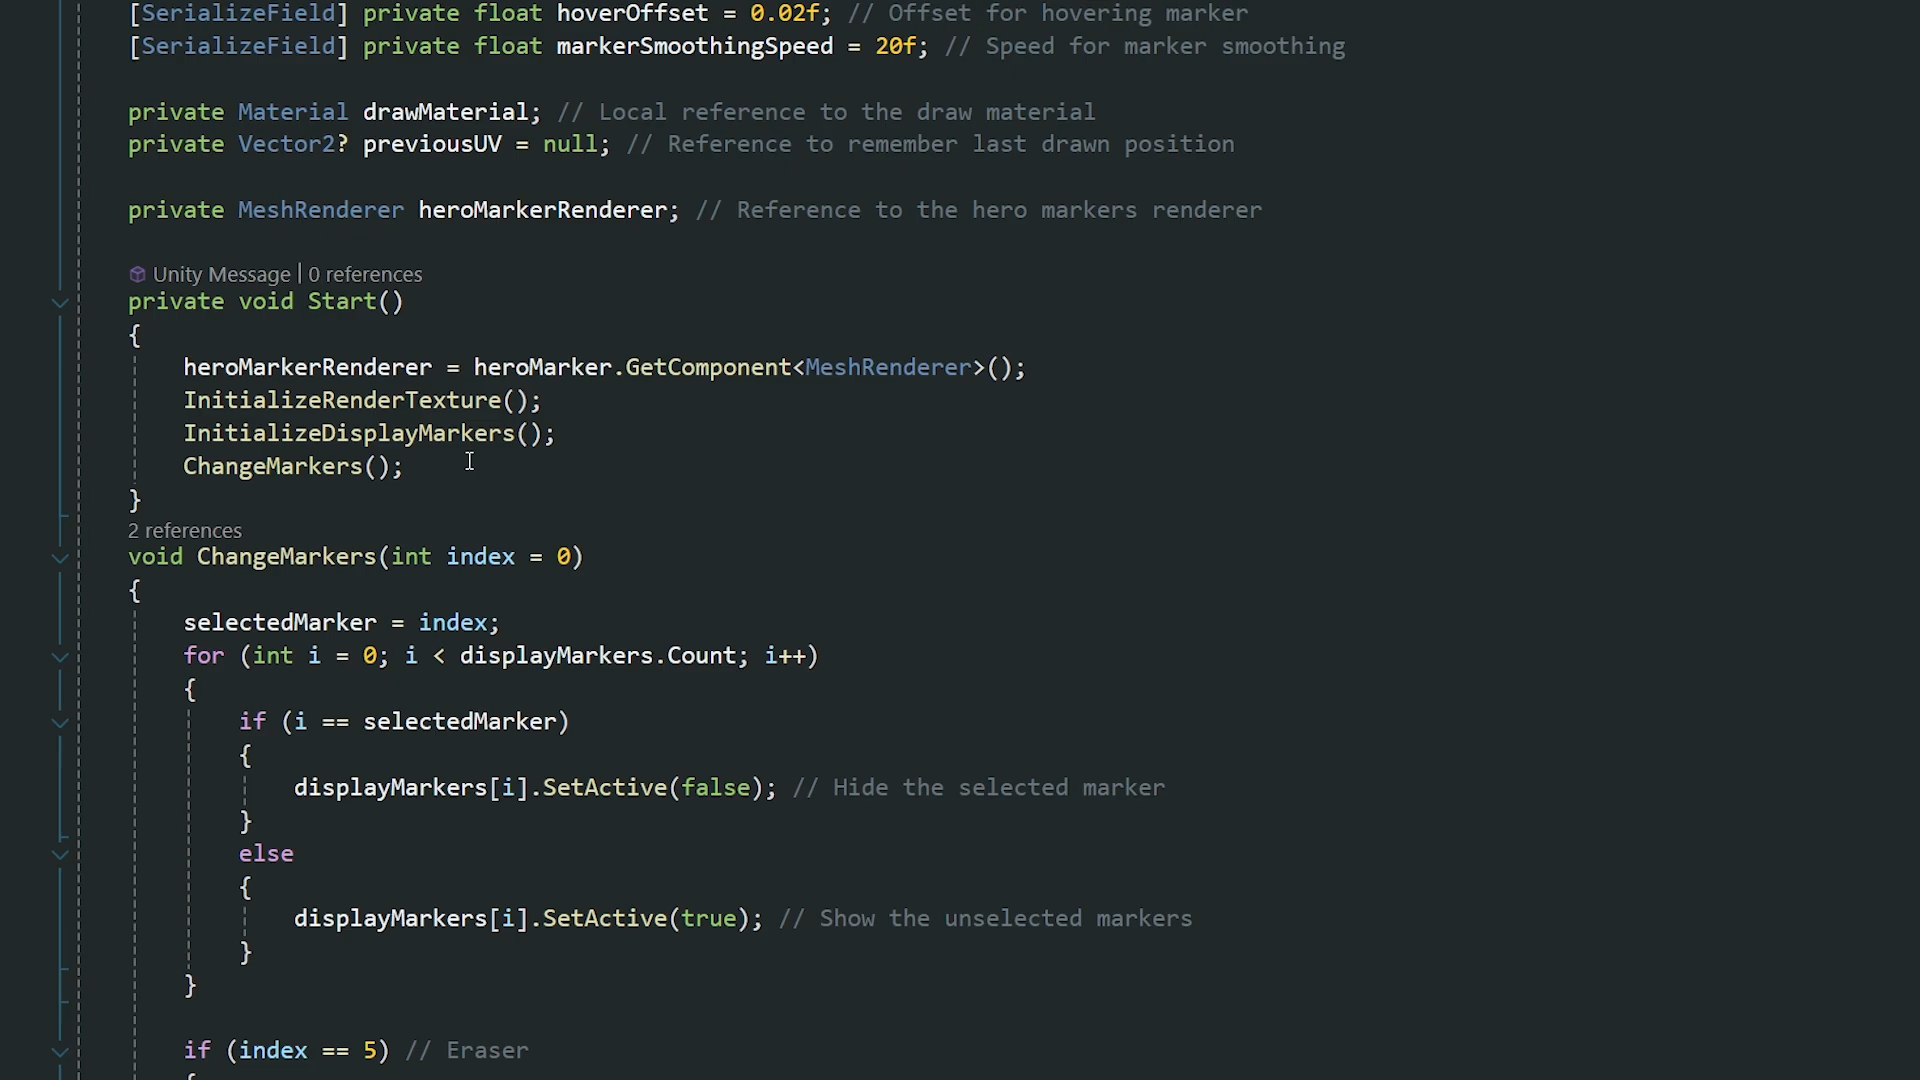 [SerializeField] private float hoverOffset = 0.02f; // Offset for hovering marker
[SerializeField] private float markerSmoothingSpeed = 20f; // Speed for marker smoothing
private Material drawMaterial; // Local reference to the draw material
private Vector2? previousUV = null; // Reference to remember last drawn position
private MeshRenderer heroMarkerRenderer; // Reference to the hero markers renderer
Unity Message | 0 references
private void Start()
{
heroMarkerRenderer = heroMarker.GetComponent<MeshRenderer>();
InitializeRenderTexture();
InitializeDisplayMarkers();
ChangeMarkers();
}
2 references
void ChangeMarkers(int index = 0)
{
selectedMarker = index;
for (int i = 0; i < displayMarkers.Count; i++)
{
if (i == selectedMarker)
{
displayMarkers[i].SetActive(false); // Hide the selected marker
}
else
{
displayMarkers[i].SetActive(true); // Show the unselected markers
}
}
if (index == 5) // Eraser
{